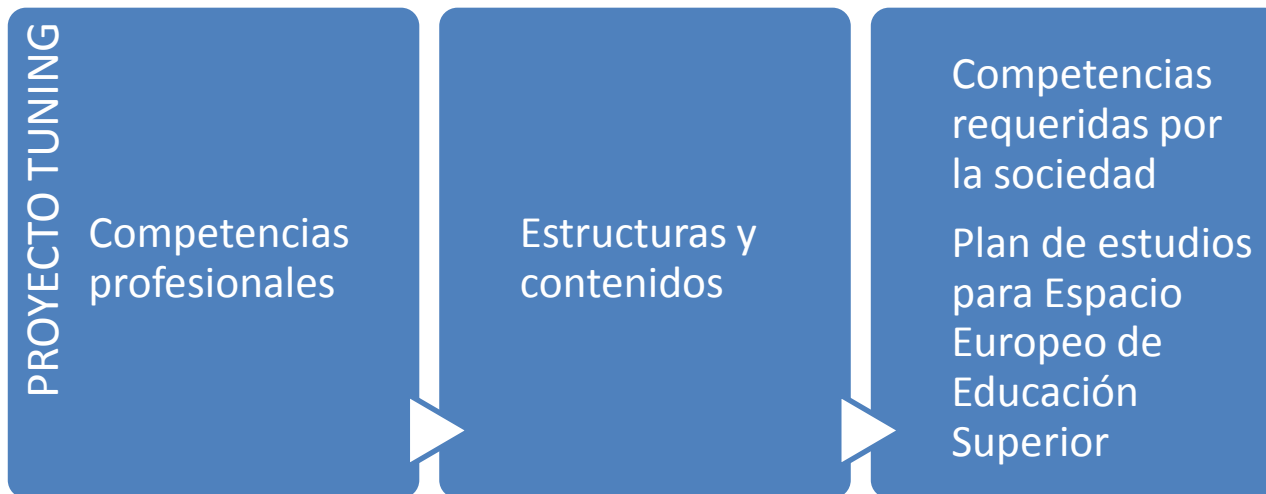 PROYECTO TUNING
Competencias
profesionales
Estructuras y
contenidos
Competencias
requeridas por
la sociedad
Plan de estudios
para Espacio
Europeo de
Educación
Superior